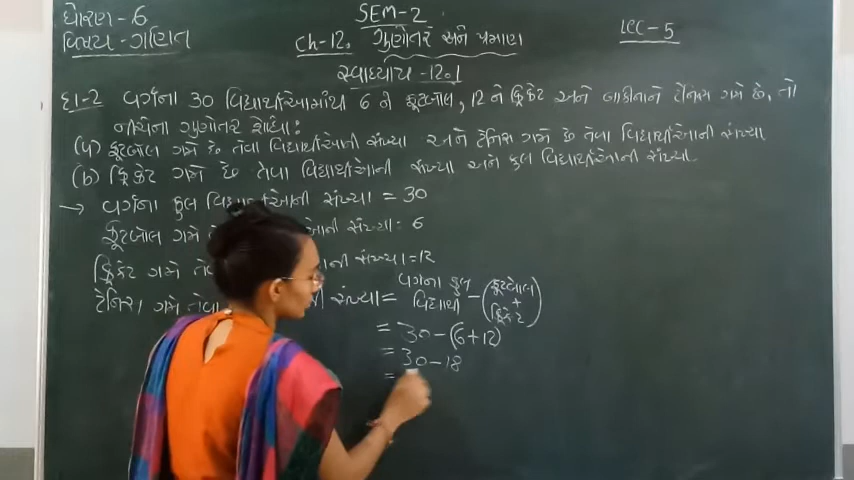 ધોરણ - 6
SEM-2
વિષય - ગણિત
Ch-12. ગુણોતર અને પ્રમાણ
LEC-5
સ્વાધ્યાય - 12.1
દા-2 વર્ગના 30 વિદ્યાર્થીઓમાંથી 6 ને ફૂટબોલ, 12 ને ક્રિકેટ અને બાકીનાને ટેનિસ ગમે છે. તો
નીચેના ગુણોતર શોધો:
(a) ફૂટબોલ ગમે છે તેવા વિદ્યાર્થીઓની સંખ્યા અને ટેનિસ ગમે છે તેવા વિદ્યાર્થીઓની સંખ્યા
(b) ક્રિકેટ ગમે છે તેવા વિદ્યાર્થીઓની સંખ્યા અને કુલ વિદ્યાર્થીઓની સંખ્યા.
→ વર્ગના કુલ વિદ્યાર્થીઓની સંખ્યા = 30
ફૂટબોલ ગમે ની સંખ્યા: 6
ક્રિકેટ ગમે ની સંખ્યા = 12
ટેનિસ ગમે તેવા ની સંખ્યા = વર્ગના કુલ વિદ્યાર્થી - (ફૂટબોલ + ક્રિકેટ)
= 30 - (6 + 12)
= 30 - 18
=